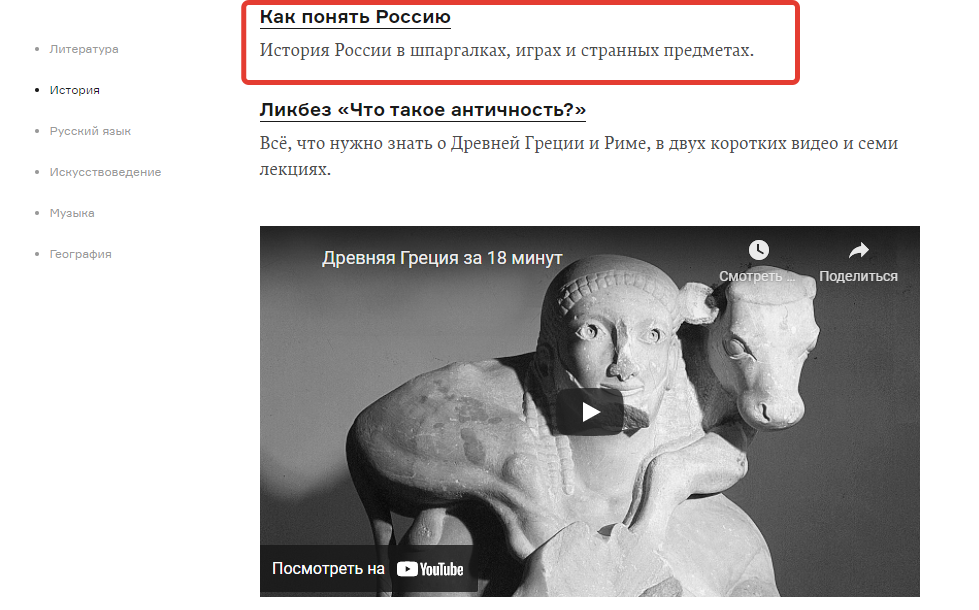 Литература
История
Русский язык
Искусствоведение
Музыка
География
Как понять Россию
История России в шпаргалках, играх и странных предметах.
Ликбез «Что такое античность?»
Всё, что нужно знать о Древней Греции и Риме, в двух коротких видео и семи
лекциях.
Древняя Греция за 18 минут
Смотреть ...
Поделиться
Посмотреть на YouTube